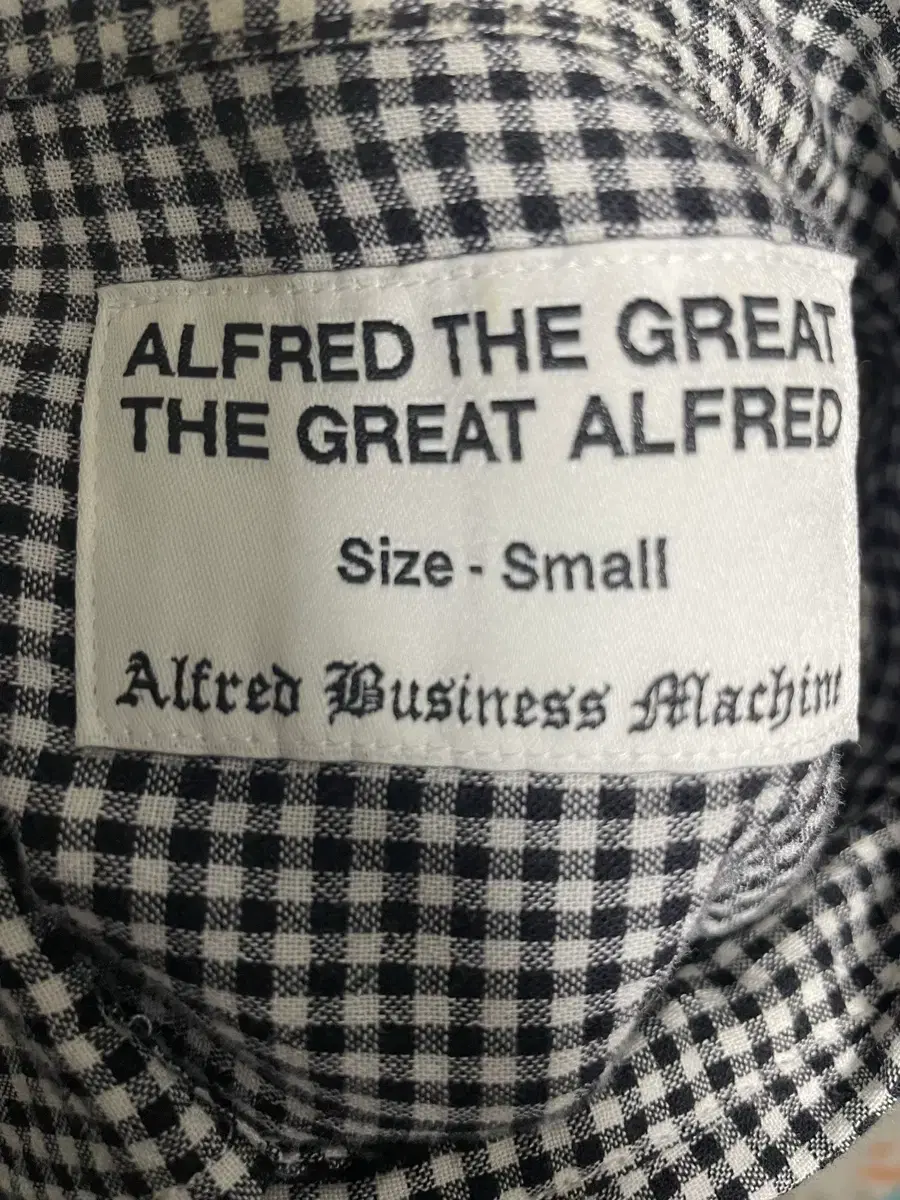 ALFRED THE GREAT
THE GREAT ALFRED
Size - Small
Alfred Business Machine